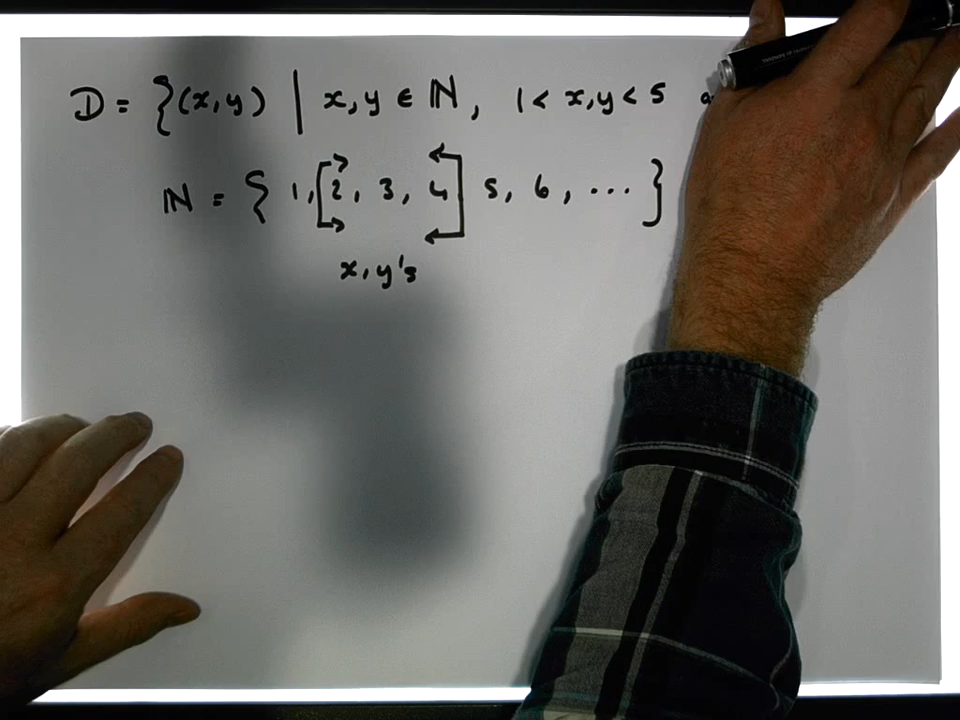 D = {(x,y) | x,y ∈ ℕ, 1 < x,y < 5
ℕ = { 1, [2, 3, 4] 5, 6, ... }
x,y's